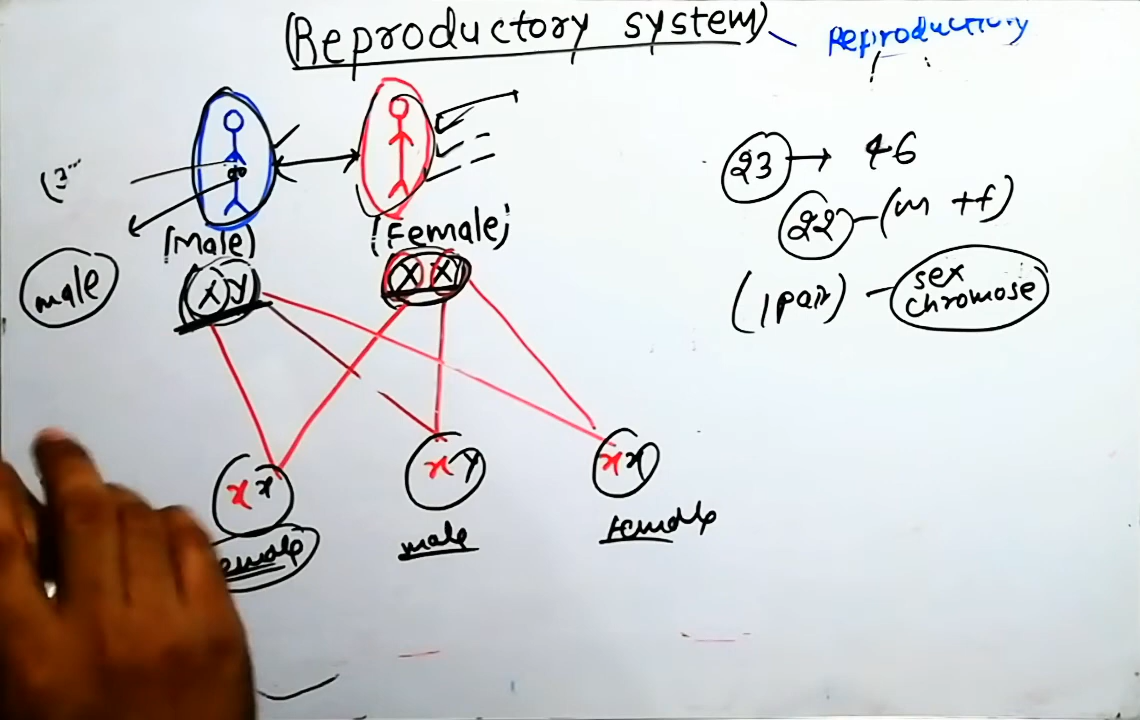 (Reproductory system)
Reproductory
23 → 46
22 - (m + f)
(1 pair) - sex
chromose
(Male)
(Female)
male
XY
XX
xx
xy
xx
female
male
female